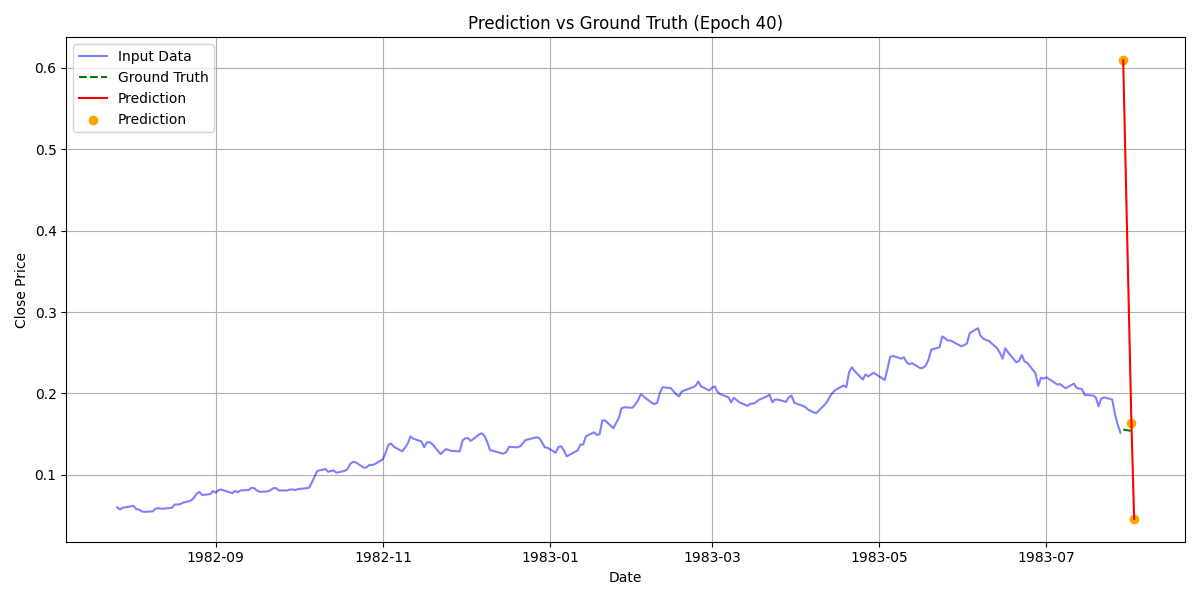 Prediction vs Ground Truth (Epoch 40)
Input Data
Ground Truth
Prediction
Prediction
Close Price
0.6
0.5
0.4
0.3
0.2
0.1
1982-09 1982-11 1983-01 1983-03 1983-05 1983-07
Date